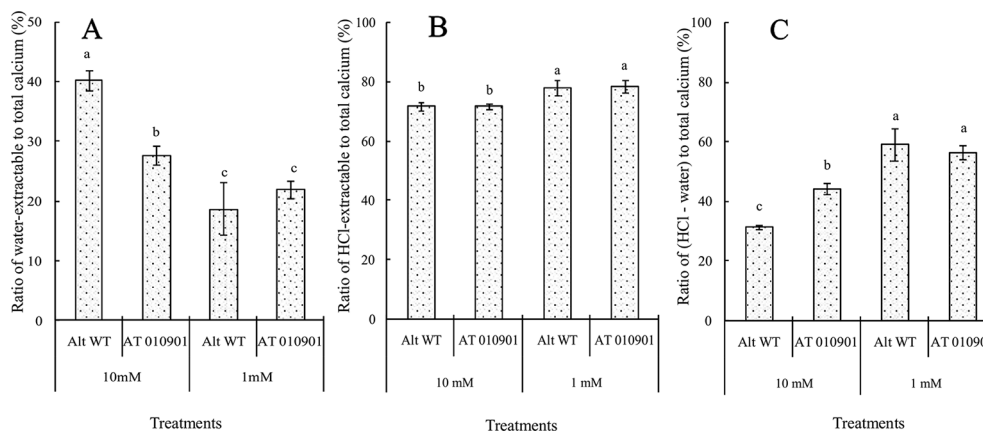 A
Ratio of water-extractable to total calcium (%)
50
40
30
20
10
0
a
b
c
c
Alt WT AT 010901 Alt WT AT 010901
10mM 1mM
Treatments
B
Ratio of HCl-extractable to total calcium (%)
100
80
60
40
20
0
b
b
a
a
Alt WT AT 010901 Alt WT AT 010901
10 mM 1 mM
Treatments
C
Ratio of (HCl - water) to total calcium (%)
100
80
60
40
20
0
c
b
a
a
Alt WT AT 010901 Alt WT AT 01090
10 mM 1 mM
Treatments